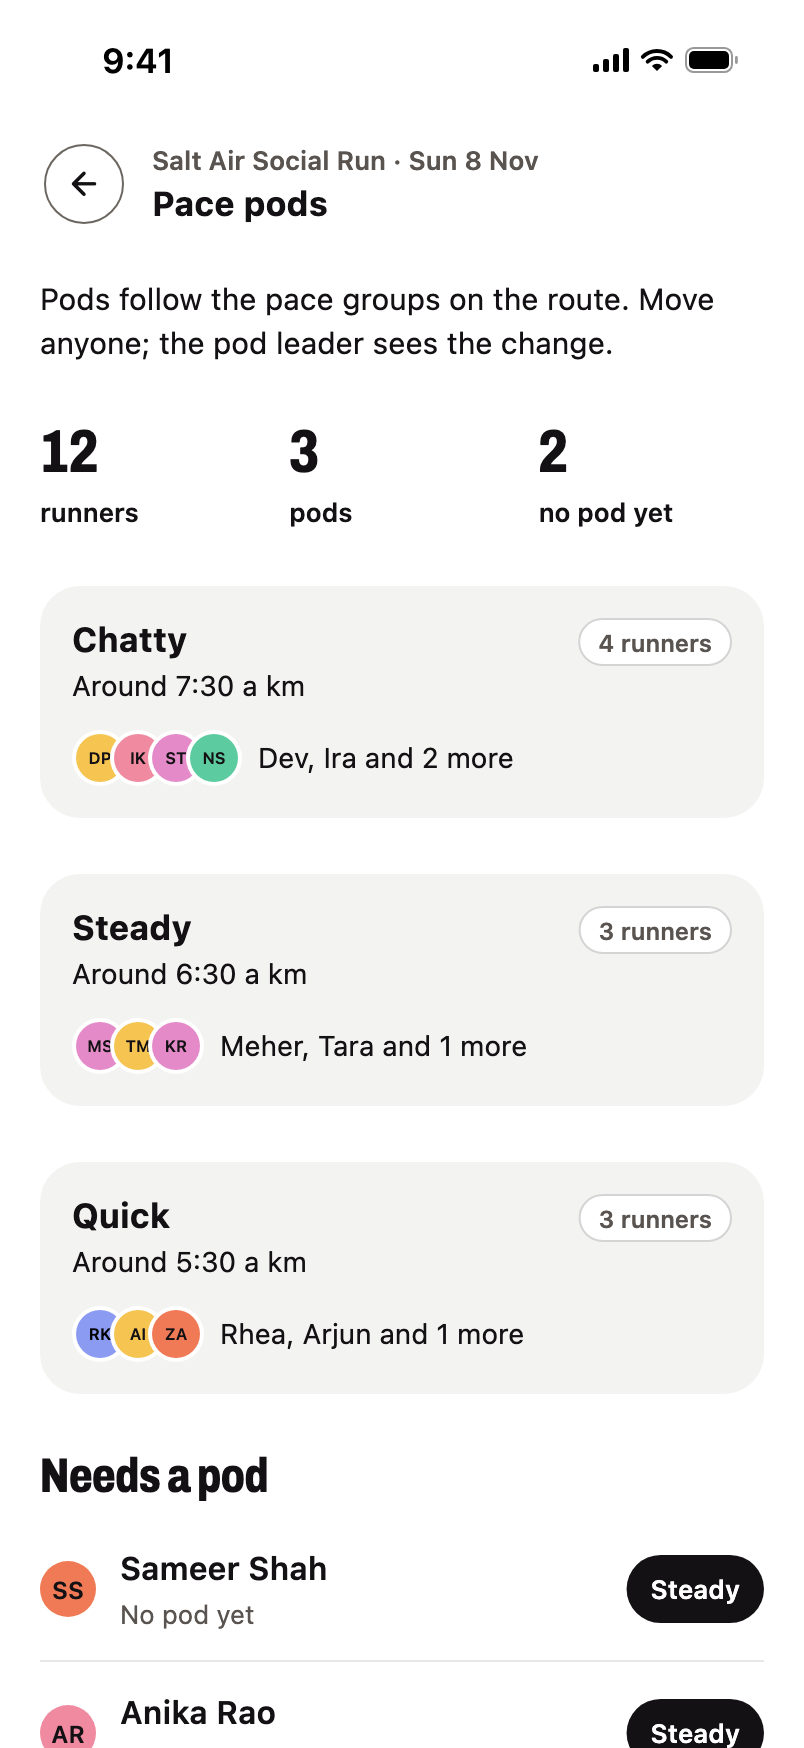 9:41
Salt Air Social Run · Sun 8 Nov
Pace pods
Pods follow the pace groups on the route. Move
anyone; the pod leader sees the change.
12
runners
3
pods
2
no pod yet
Chatty
4 runners
Around 7:30 a km
DP IK ST NS
Dev, Ira and 2 more
Steady
3 runners
Around 6:30 a km
MS TM KR
Meher, Tara and 1 more
Quick
3 runners
Around 5:30 a km
RK AI ZA
Rhea, Arjun and 1 more
Needs a pod
SS
Sameer Shah
No pod yet
Steady
AR
Anika Rao
Steady